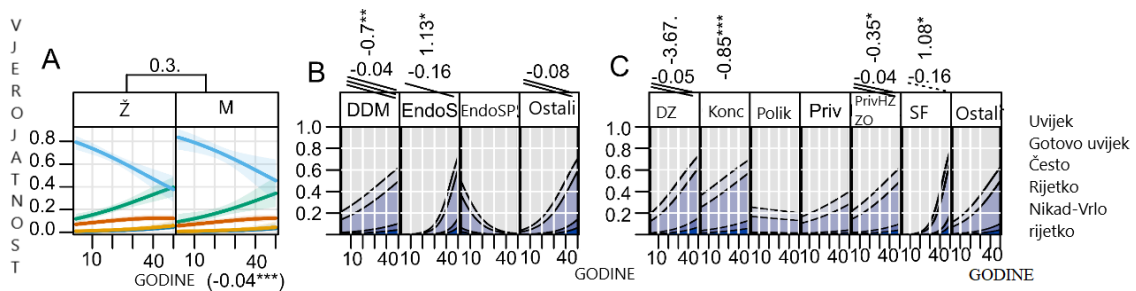 VJEROJATNOST
A
0.3.
Ž M
0.8
0.6
0.4
0.2
0.0
10 40 10 40
GODINE (-0.04***)
B
-0.7** 1.13*
-0.04 -0.16 -0.08
DDM EndoS EndoPS Ostali
1.0
0.8
0.6
0.4
0.2
10 40 10 40 10 40 10 40
GODINE
C
-3.67. -0.85*** -0.35* 1.08*
-0.05 -0.04 -0.16
DZ Konc Polik Priv PrivHZ ZO SF Ostali
1.0
0.8
0.6
0.4
0.2
10 40 10 40 10 40 10 40 10 40 10 40 10 40
GODINE
Uvijek
Gotovo uvijek
Često
Rijetko
Nikad-Vrlo
rijetko